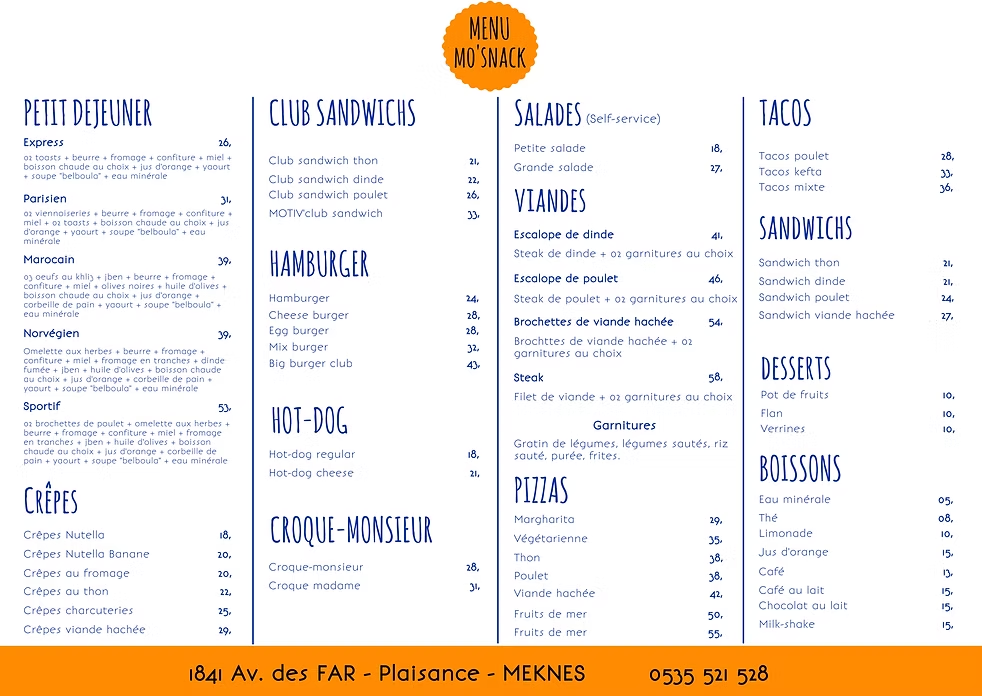 MENU
MO'SNACK
PETIT DEJEUNER
Express 26,
02 toasts + beurre + fromage + confiture + miel +
boisson chaude au choix + jus d'orange + yaourt
+ soupe "belboula" + eau minérale
Parisien 31,
02 viennoiseries + beurre + fromage + confiture +
miel + 02 toasts + boisson chaude au choix + jus
d'orange + yaourt + soupe "belboula" + eau
minérale
Marocain 39,
03 oeufs au khli3 + jben + beurre + fromage +
confiture + miel + olives noires + huile d'olives +
boisson chaude au choix + jus d'orange +
corbeille de pain + yaourt + soupe "belboula" +
eau minérale
Norvégien 39,
Omelette aux herbes + beurre + fromage +
confiture + miel + fromage en tranches + dinde
fumée + jben + huile d'olives + boisson chaude
au choix + jus d'orange + corbeille de pain +
yaourt + soupe "belboula" + eau minérale
Sportif 53,
02 brochettes de poulet + omelette aux herbes +
beurre + fromage + confiture + miel + fromage
en tranches + jben + huile d'olives + boisson
chaude au choix + jus d'orange + corbeille de
pain + yaourt + soupe "belboula" + eau minérale
CRÊPES
Crêpes Nutella 18,
Crêpes Nutella Banane 20,
Crêpes au fromage 20,
Crêpes au thon 22,
Crêpes charcuteries 25,
Crêpes viande hachée 29,
CLUB SANDWICHS
Club sandwich thon 21,
Club sandwich dinde 22,
Club sandwich poulet 26,
MOTIV'club sandwich 33,
HAMBURGER
Hamburger 24,
Cheese burger 28,
Egg burger 28,
Mix burger 32,
Big burger club 43,
HOT-DOG
Hot-dog regular 18,
Hot-dog cheese 21,
CROQUE-MONSIEUR
Croque-monsieur 28,
Croque madame 31,
SALADES (Self-service)
Petite salade 18,
Grande salade 27,
VIANDES
Escalope de dinde 41,
Steak de dinde + 02 garnitures au choix
Escalope de poulet 46,
Steak de poulet + 02 garnitures au choix
Brochettes de viande hachée 54,
Brochttes de viande hachée + 02
garnitures au choix
Steak 58,
Filet de viande + 02 garnitures au choix
Garnitures
Gratin de légumes, légumes sautés, riz
sauté, purée, frites.
PIZZAS
Margharita 29,
Végétarienne 35,
Thon 38,
Poulet 38,
Viande hachée 42,
Fruits de mer 50,
Fruits de mer 55,
TACOS
Tacos poulet 28,
Tacos kefta 33,
Tacos mixte 36,
SANDWICHS
Sandwich thon 21,
Sandwich dinde 21,
Sandwich poulet 24,
Sandwich viande hachée 27,
DESSERTS
Pot de fruits 10,
Flan 10,
Verrines 10,
BOISSONS
Eau minérale 05,
Thé 08,
Limonade 10,
Jus d'orange 15,
Café 13,
Café au lait 15,
Chocolat au lait 15,
Milk-shake 15,
1841 Av. des FAR - Plaisance - MEKNES 0535 521 528